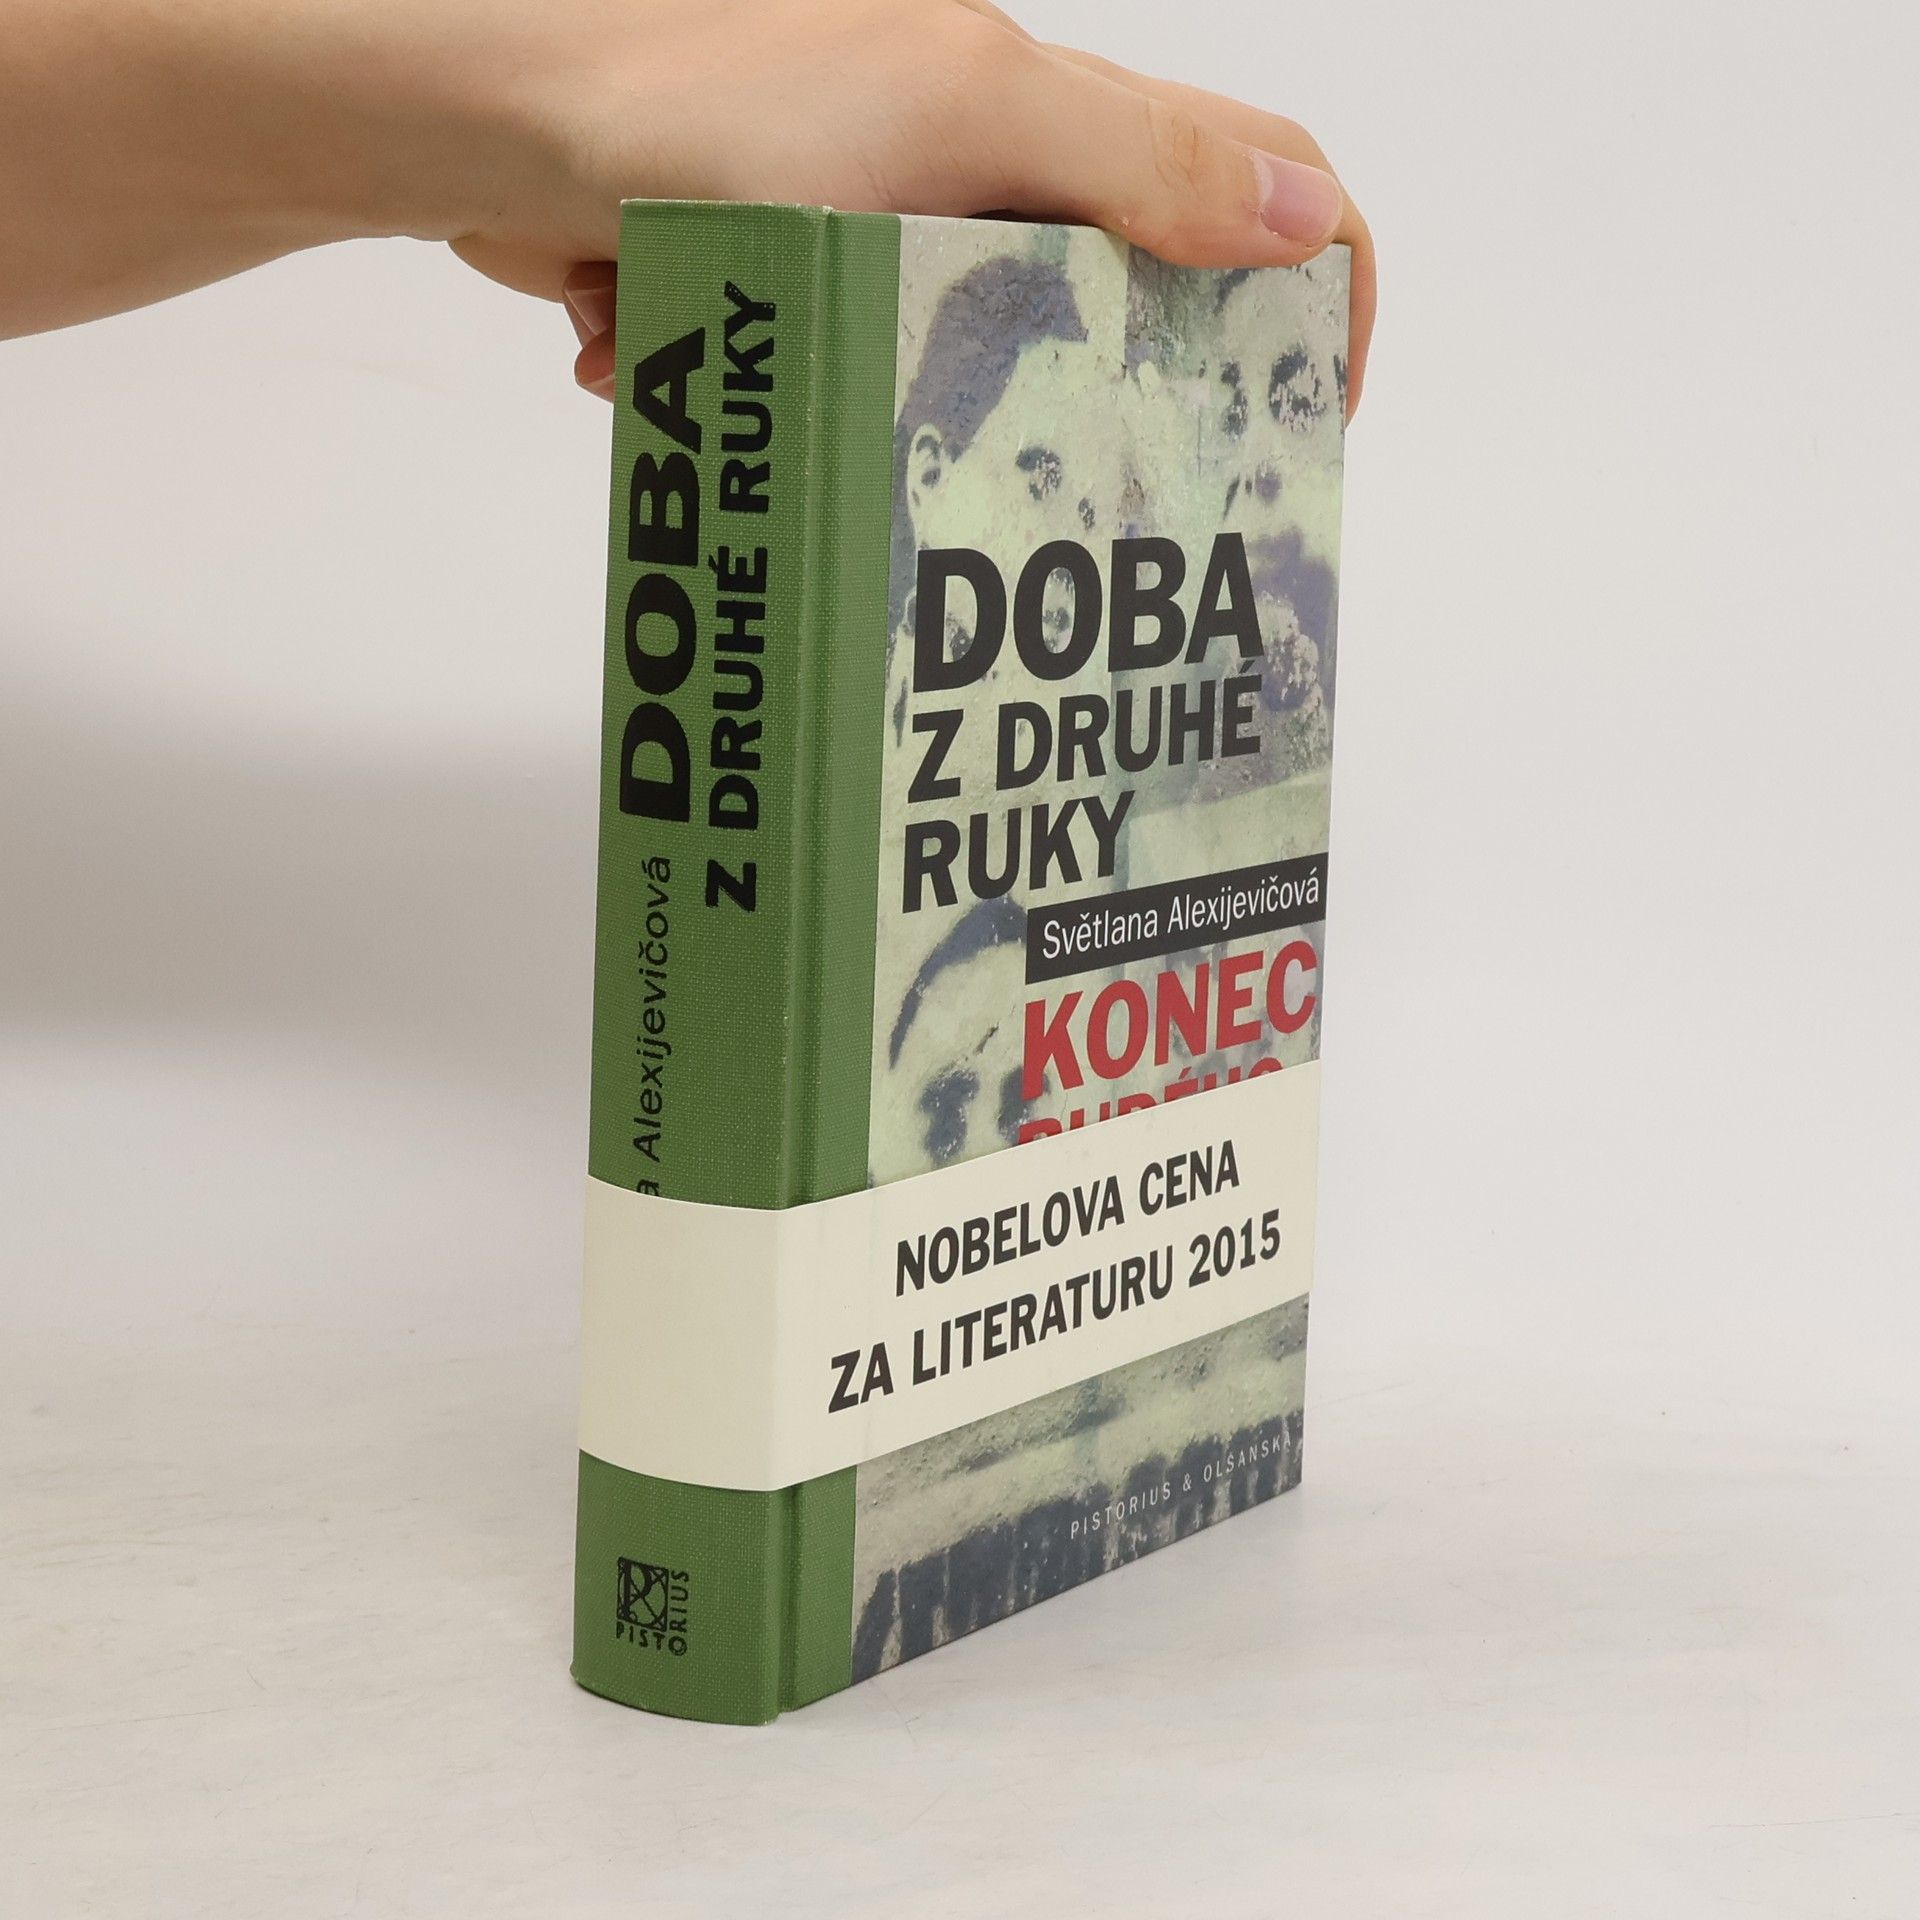 DOBA
Z DRUHÉ RUKY
Alexijevičová
PISTORIUS
DOBA
Z DRUHÉ
RUKY
Světlana Alexijevičová
KONEC
NOBELOVA CENA
ZA LITERATURU 2015
PISTORIUS & OLŠANSKÁ